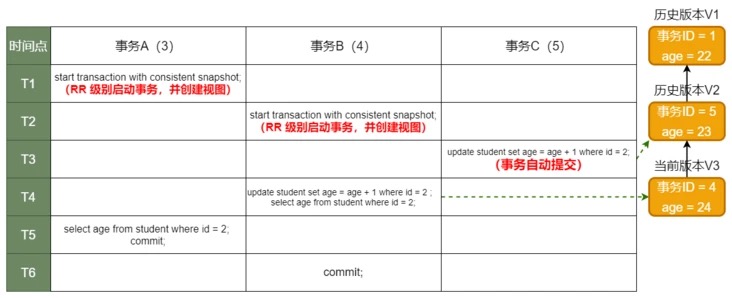 时间点 事务A（3） 事务B（4） 事务C（5）
T1 start transaction with consistent snapshot;
（RR 级别启动事务，并创建视图）
T2 start transaction with consistent snapshot;
（RR 级别启动事务，并创建视图）
T3 update student set age = age + 1 where id = 2;
（事务自动提交）
T4 update student set age = age + 1 where id = 2 ;
select age from student where id = 2;
T5 select age from student where id = 2;
commit;
T6 commit;
历史版本V1
事务ID = 1
age = 22
历史版本V2
事务ID = 5
age = 23
当前版本V3
事务ID = 4
age = 24